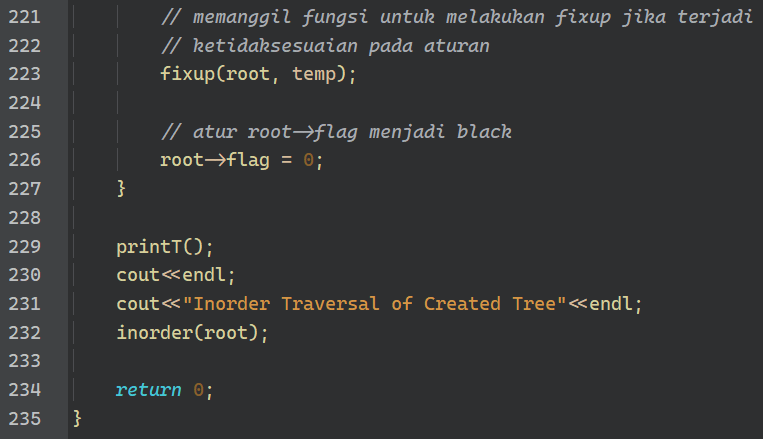 221 // memanggil fungsi untuk melakukan fixup jika terjadi
222 // ketidaksesuaian pada aturan
223 fixup(root, temp);
224
225 // atur root->flag menjadi black
226 root->flag = 0;
227 }
228
229 printT();
230 cout<<endl;
231 cout<<"Inorder Traversal of Created Tree"<<endl;
232 inorder(root);
233
234 return 0;
235 }